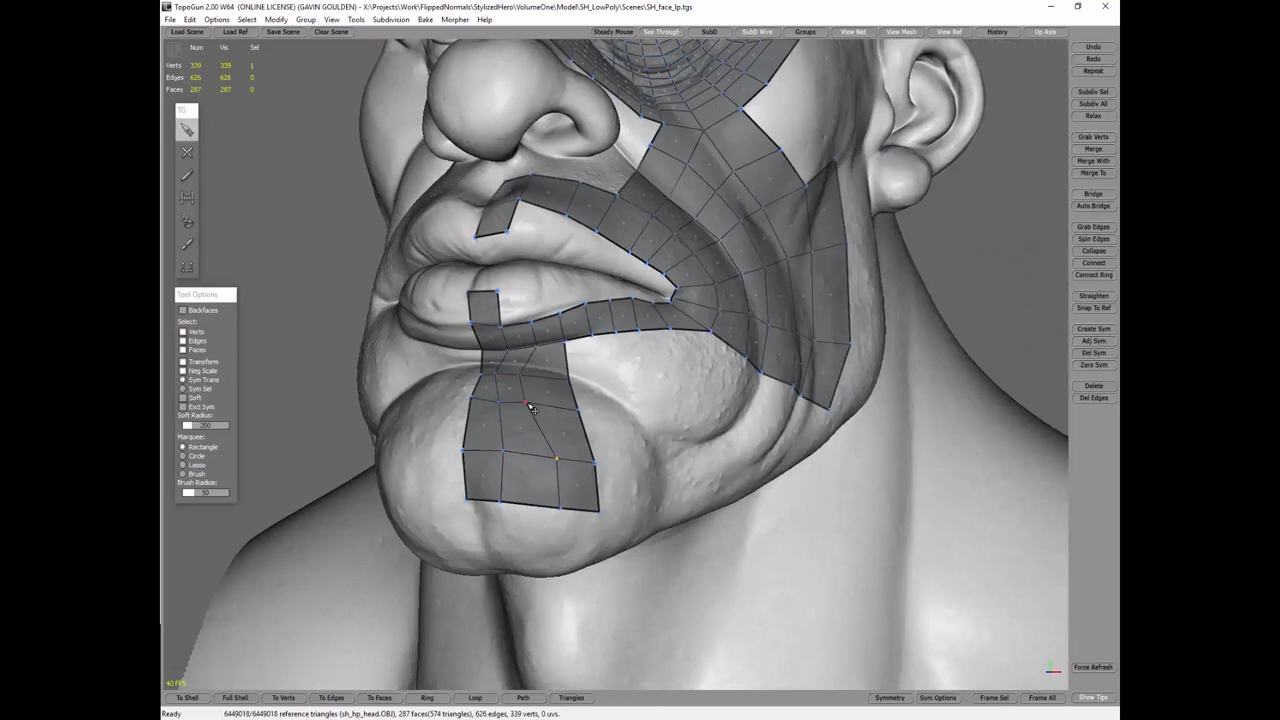 TopoGun 2.00 W64 (ONLINE LICENSE) (GAVIN GOULDEN) - X:\Projects\Work\FlippedNormals\StylizedHero\VolumeOne\Model\SH_LowPoly\Scenes\SH_face_lp.tgs
File Edit Options Select Modify Group View Tools Subdivision Bake Morpher Help
Load Scene Load Ref Save Scene Clear Scene Steady Mouse See Through SubD SubD Wire Groups View Net View Mesh View Ref History Up Axis
Num Vis Sel
Verts 339 339 1
Edges 626 626 0
Faces 287 287 0
TG
Tool Options
Backfaces
Select:
Verts
Edges
Faces
Transform
Neg Scale
Sym Trans
Sym Sel
Soft
Excl Sym
Soft Radius:
200
Marquee:
Rectangle
Circle
Lasso
Brush
Brush Radius:
50
Undo
Redo
Repeat
Subdiv Sel
Subdiv All
Relax
Grab Verts
Merge
Merge With
Merge To
Bridge
Auto Bridge
Grab Edges
Spin Edges
Collapse
Connect
Connect Ring
Straighten
Snap To Ref
Create Sym
Adj Sym
Del Sym
Zero Sym
Delete
Del Edges
Force Refresh
40 FPS
To Shell Full Shell To Verts To Edges To Faces Ring Loop Path Triangles Symmetry Sym Options Frame Sel Frame All Show Tips
Ready 6449018/6449018 reference triangles (sh_hp_head.OBJ), 287 faces(574 triangles), 626 edges, 339 verts, 0 uvs.